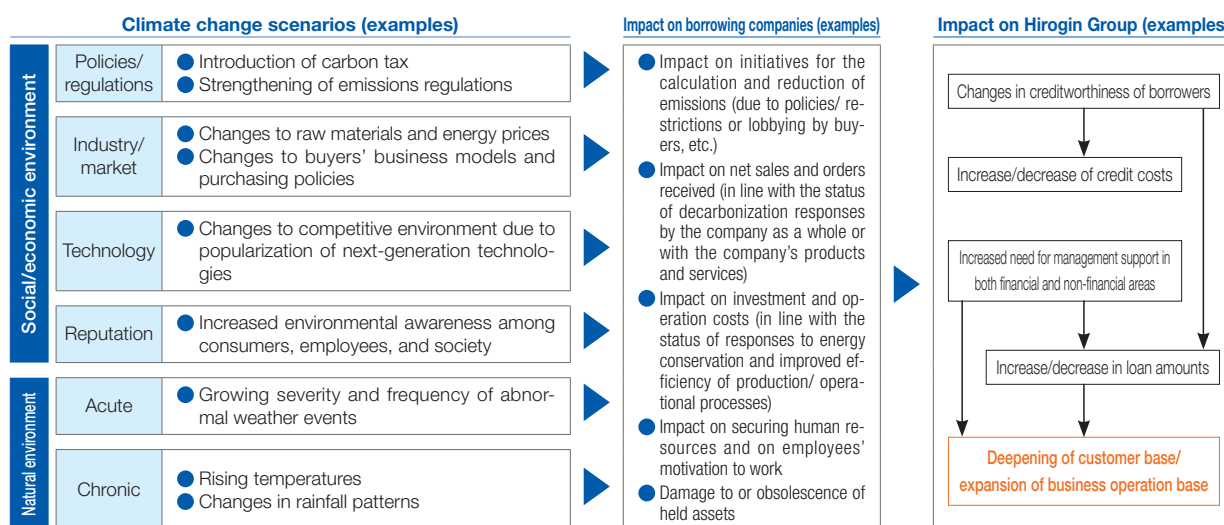 Climate change scenarios (examples)
Social/economic environment
Policies/
regulations
● Introduction of carbon tax
● Strengthening of emissions regulations
Industry/
market
● Changes to raw materials and energy prices
● Changes to buyers' business models and
purchasing policies
Technology
● Changes to competitive environment due to
popularization of next-generation technolo-
gies
Reputation
● Increased environmental awareness among
consumers, employees, and society
Natural environment
Acute
● Growing severity and frequency of abnor-
mal weather events
Chronic
● Rising temperatures
● Changes in rainfall patterns
Impact on borrowing companies (examples)
● Impact on initiatives for the
calculation and reduction of
emissions (due to policies/ re-
strictions or lobbying by buy-
ers, etc.)
● Impact on net sales and orders
received (in line with the status
of decarbonization responses
by the company as a whole or
with the company's products
and services)
● Impact on investment and op-
eration costs (in line with the
status of responses to energy
conservation and improved ef-
ficiency of production/ opera-
tional processes)
● Impact on securing human re-
sources and on employees'
motivation to work
● Damage to or obsolescence of
held assets
Impact on Hirogin Group (examples
Changes in creditworthiness of borrowers
Increase/decrease of credit costs
Increased need for management support in
both financial and non-financial areas
Increase/decrease in loan amounts
Deepening of customer base/
expansion of business operation base